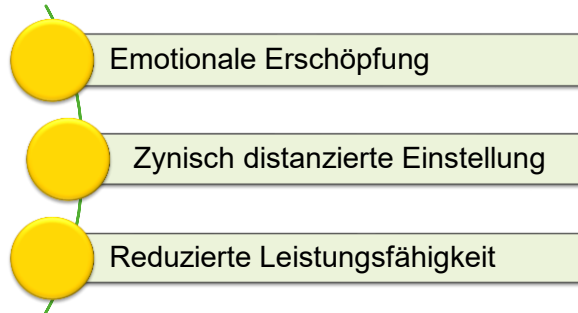 Emotionale Erschöpfung
Zynisch distanzierte Einstellung
Reduzierte Leistungsfähigkeit